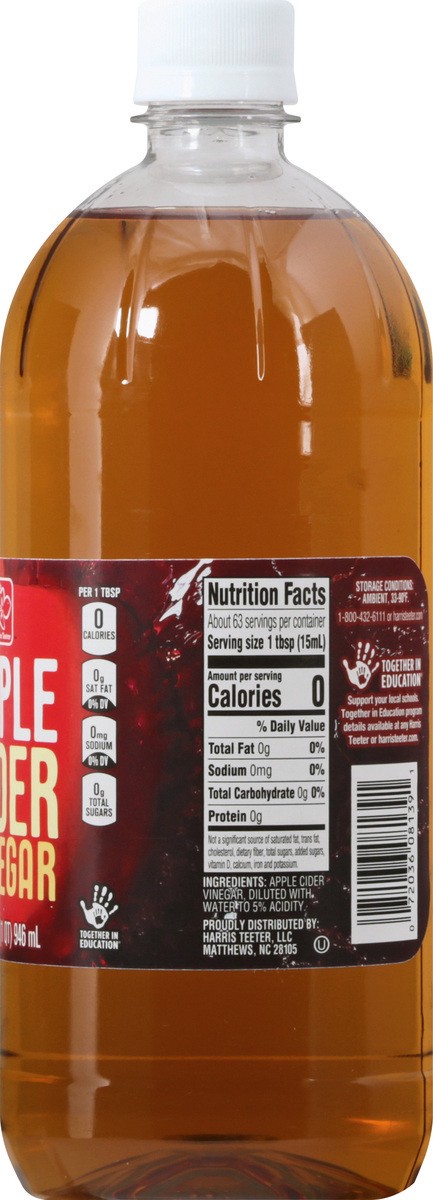 PLE
DER
EGAR
946 mL
PER 1 TBSP
0
CALORIES
0g
SAT FAT
0% DV
0mg
SODIUM
0% DV
0g
TOTAL
SUGARS
TOGETHER IN
EDUCATION
Nutrition Facts
About 63 servings per container
Serving size 1 tbsp (15mL)
Amount per serving
Calories 0
% Daily Value
Total Fat 0g 0%
Sodium 0mg 0%
Total Carbohydrate 0g 0%
Protein 0g
Not a significant source of saturated fat, trans fat,
cholesterol, dietary fiber, total sugars, added sugars,
vitamin D, calcium, iron and potassium.
INGREDIENTS: APPLE CIDER
VINEGAR, DILUTED WITH
WATER TO 5% ACIDITY.
PROUDLY DISTRIBUTED BY:
HARRIS TEETER, LLC
MATTHEWS, NC 28105
U
STORAGE CONDITIONS:
AMBIENT, 33-90°F.
1-800-432-6111 or harristeeter.com
TOGETHER IN
EDUCATION
Support your local schools.
Together in Education program
details available at any Harris
Teeter or harristeeter.com.
0 72036 08139 1